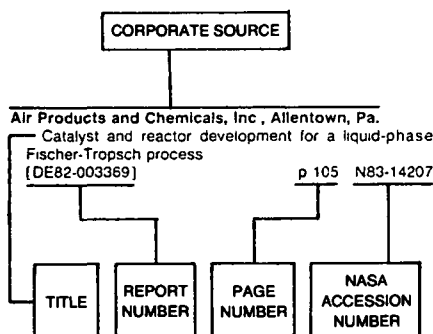 CORPORATE SOURCE
Air Products and Chemicals, Inc , Allentown, Pa.
Catalyst and reactor development for a liquid-phase
Fischer-Tropsch process
[DE82-003369] p 105 N83-14207
TITLE
REPORT
NUMBER
PAGE
NUMBER
NASA
ACCESSION
NUMBER